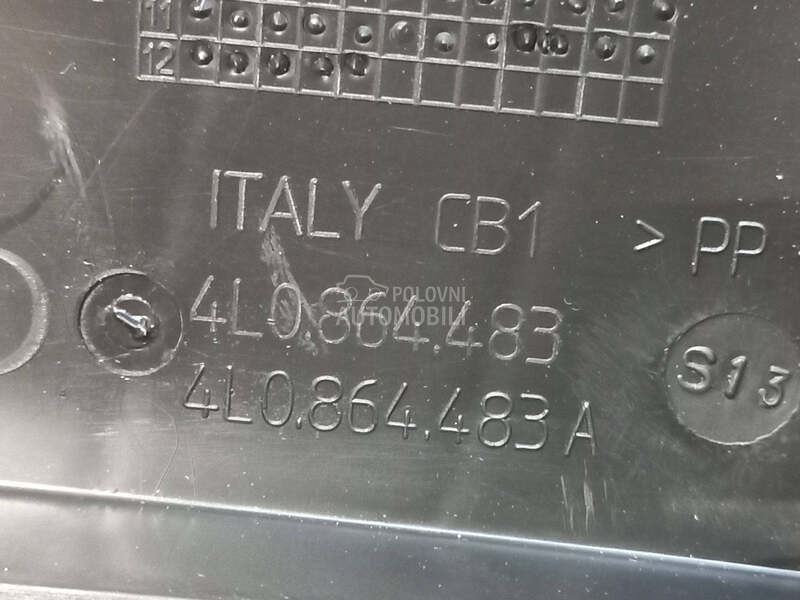 11
12
ITALY CB1 > PP
4L0.864.483
POLOVNI
AUTOMOBILI
4L0.864.483 A
S13